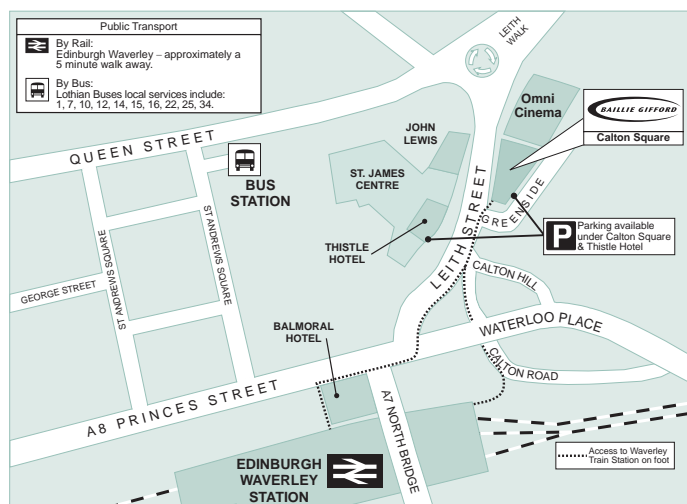 Public Transport
By Rail:
Edinburgh Waverley – approximately a
5 minute walk away.
By Bus:
Lothian Buses local services include:
1, 7, 10, 12, 14, 15, 16, 22, 25, 34.
LEITH
WALK
Omni
Cinema
BAILLIE GIFFORD
Calton Square
QUEEN STREET
JOHN
LEWIS
BUS
STATION
ST. JAMES
CENTRE
LEITH STREET
GREENSIDE
ST ANDREWS SQUARE
ST ANDREWS SQUARE
THISTLE
HOTEL
P
Parking available
under Calton Square
& Thistle Hotel
GEORGE STREET
CALTON HILL
BALMORAL
HOTEL
WATERLOO PLACE
CALTON ROAD
A8 PRINCES STREET
A7 NORTH BRIDGE
EDINBURGH
WAVERLEY
STATION
Access to Waverley
Train Station on foot